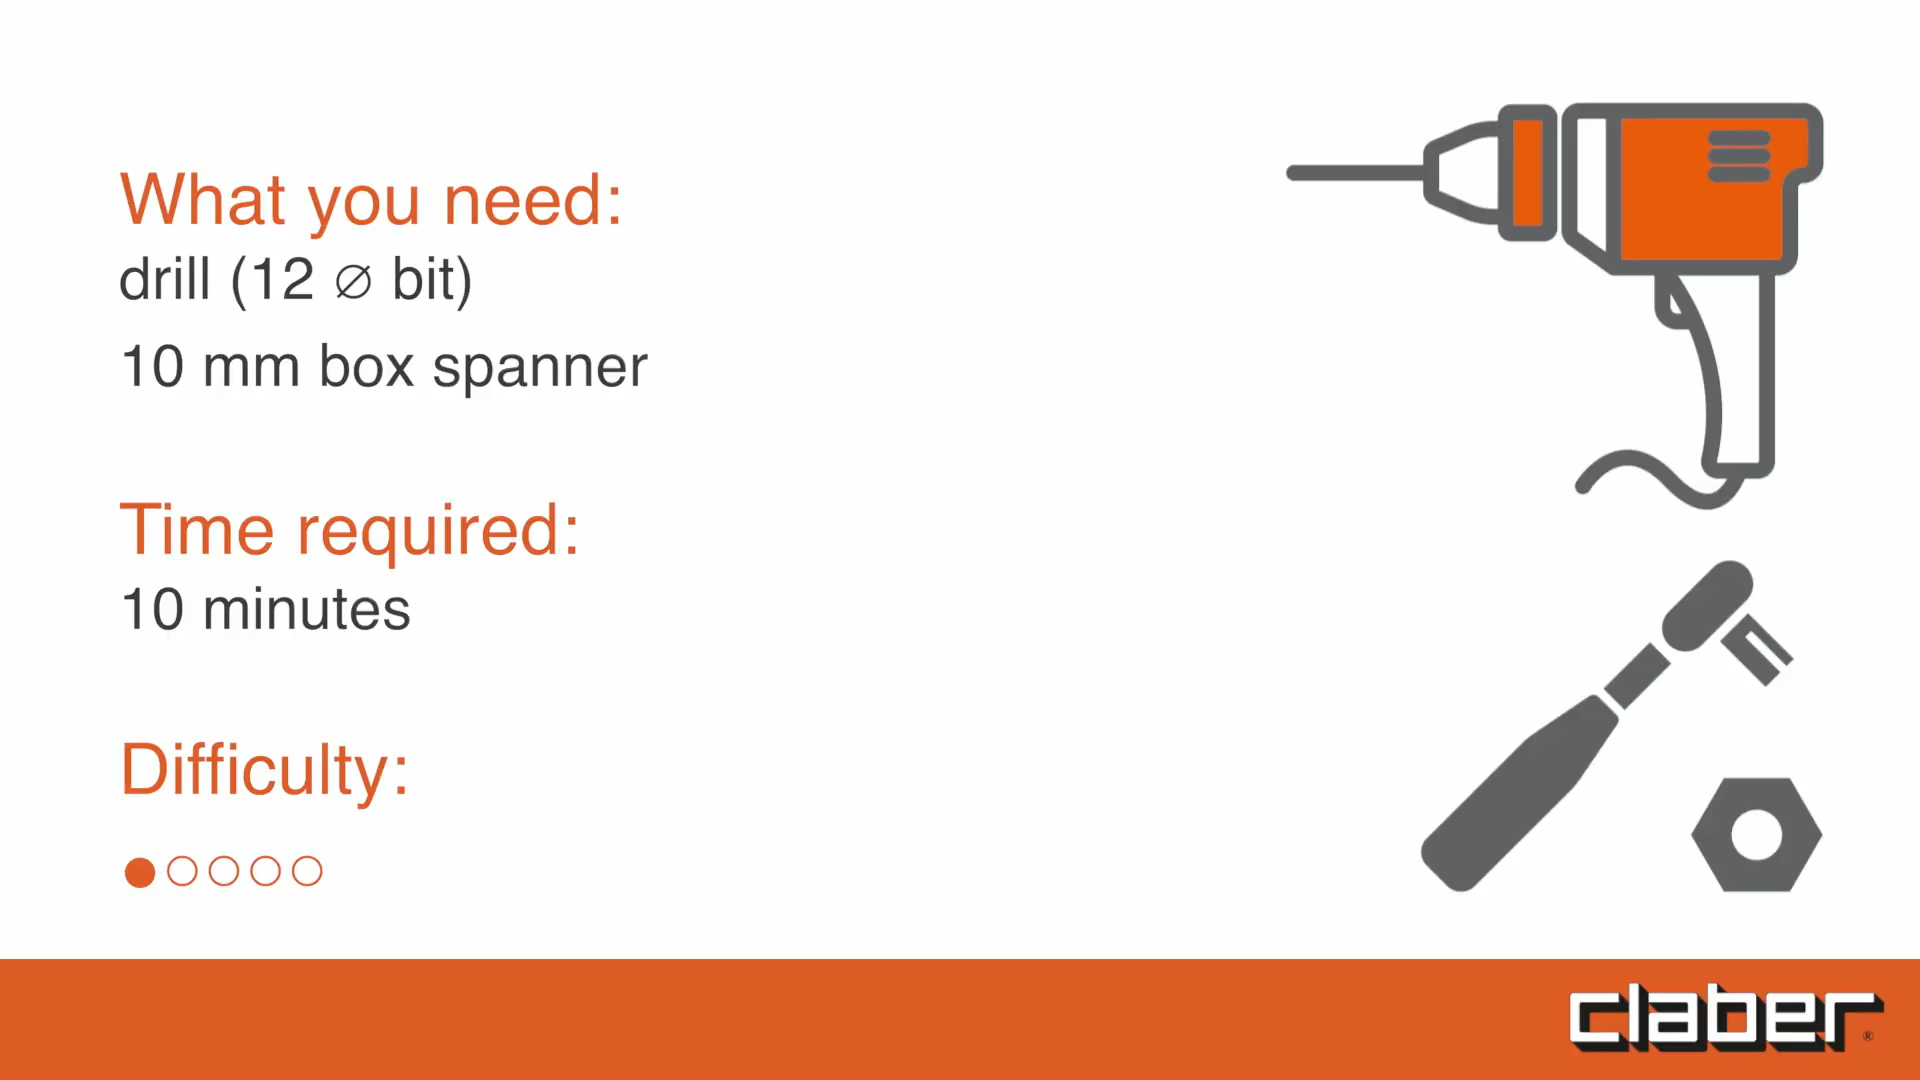 What you need:
drill (12 ∅ bit)
10 mm box spanner
Time required:
10 minutes
Difficulty:
claber®